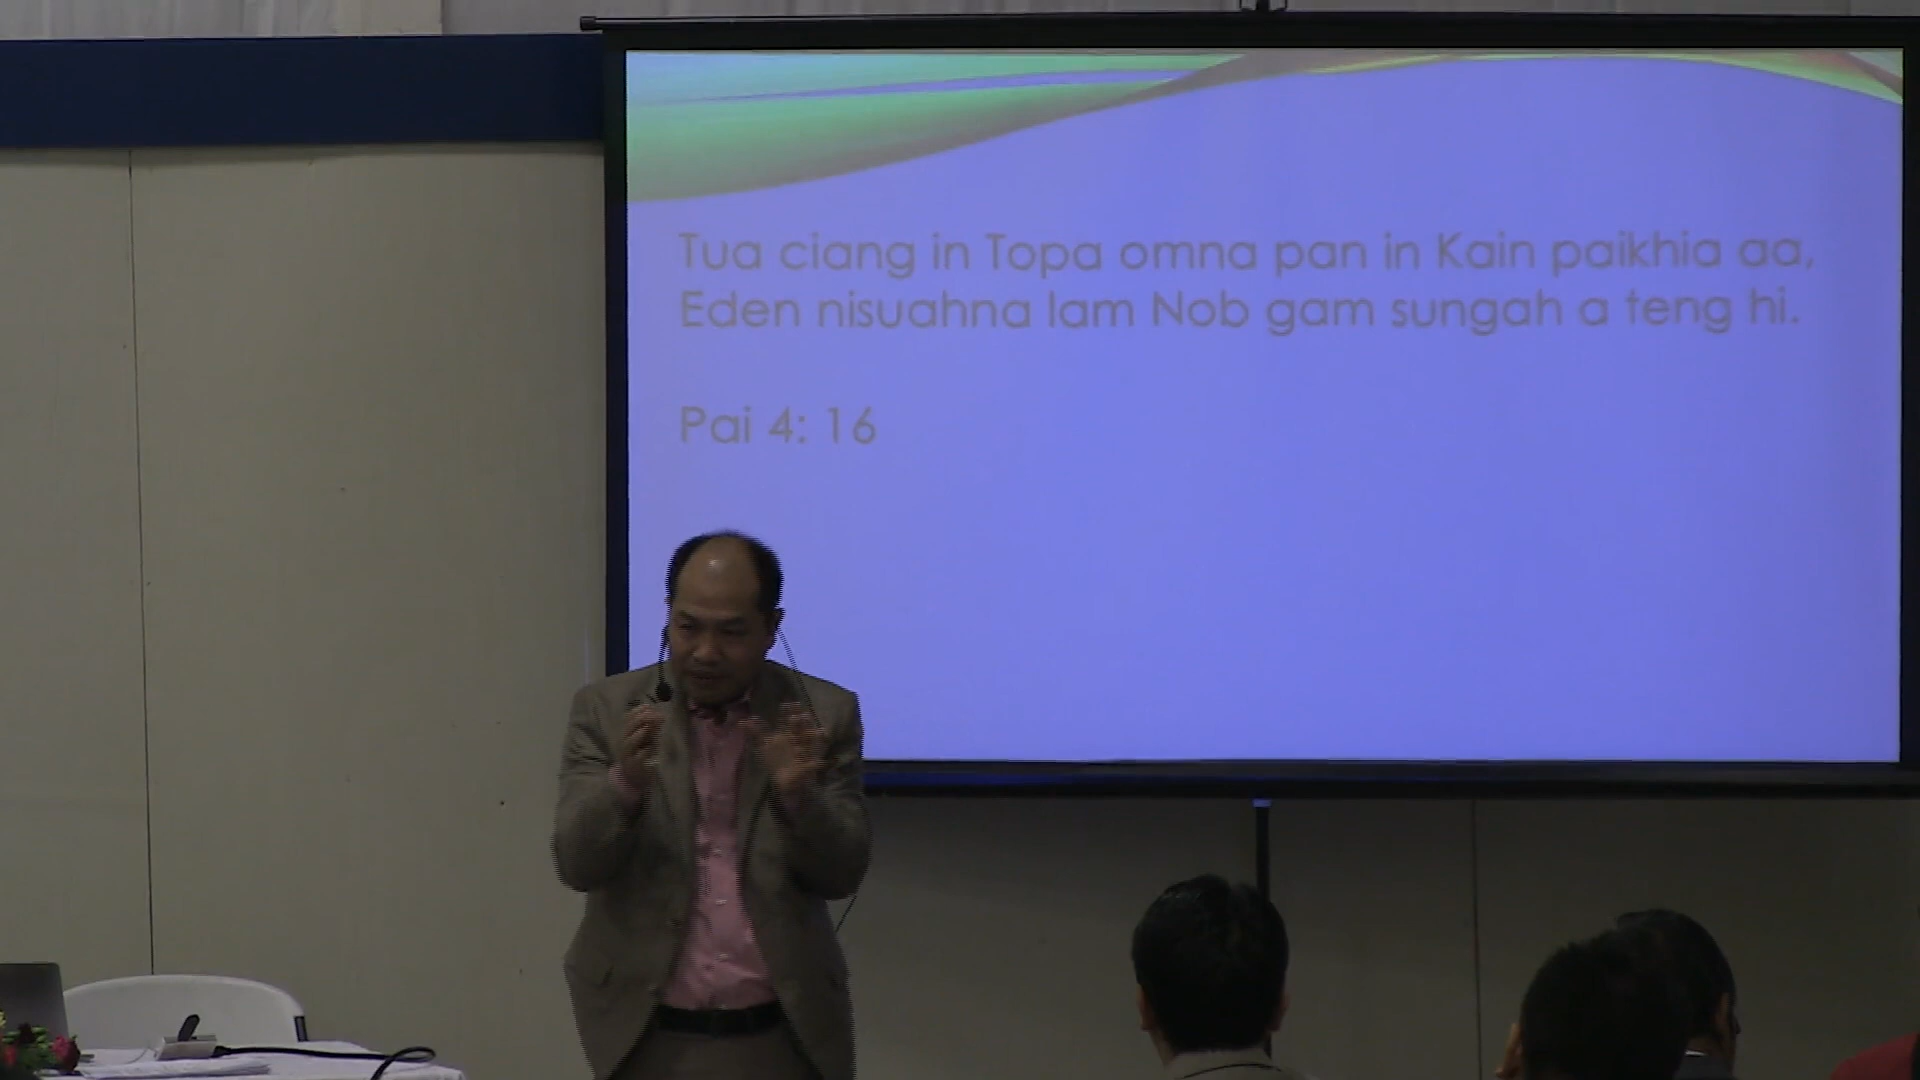 Tua ciang in Topa omna pan in Kain paikhia aa,
Eden nisuahna lam Nob gam sungah a teng hi.
Pai 4: 16